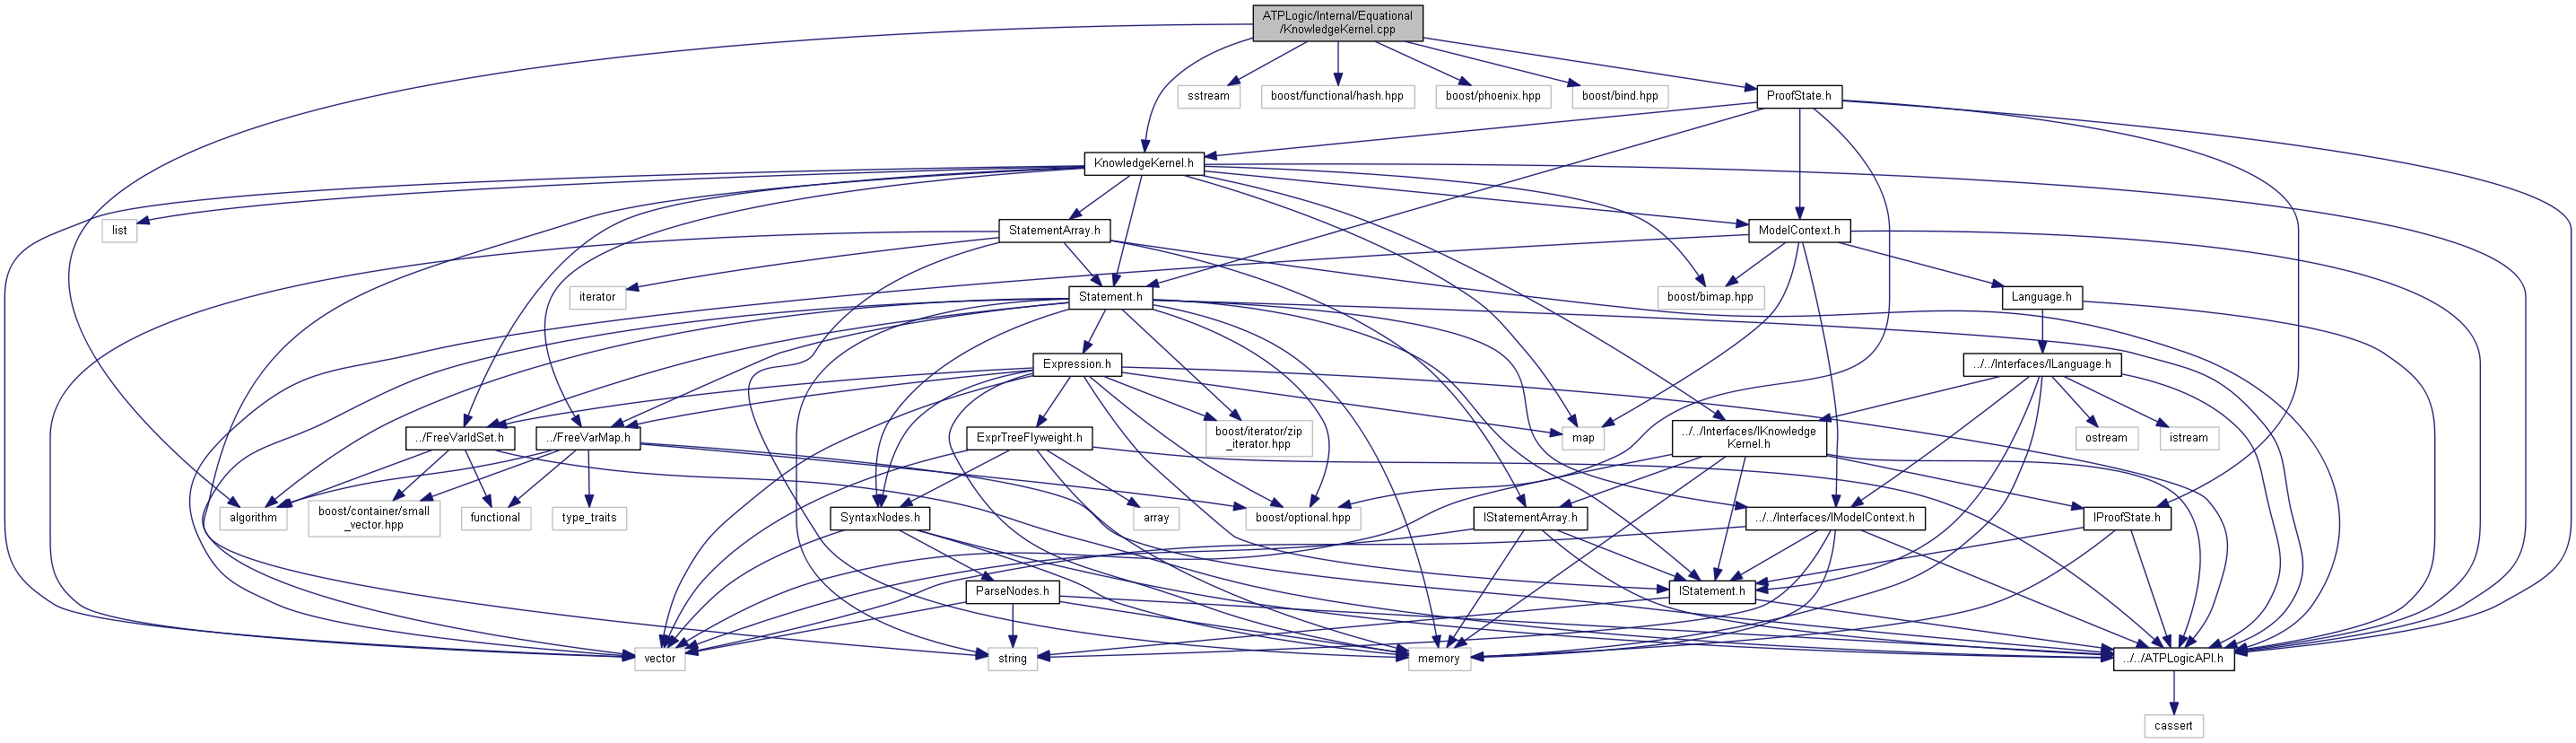 ATPLogic/Internal/Equational
/KnowledgeKernel.cpp
sstream
boost/functional/hash.hpp
boost/phoenix.hpp
boost/bind.hpp
ProofState.h
KnowledgeKernel.h
list
StatementArray.h
ModelContext.h
iterator
Statement.h
boost/bimap.hpp
Language.h
Expression.h
../../Interfaces/ILanguage.h
../FreeVarIdSet.h
../FreeVarMap.h
ExprTreeFlyweight.h
boost/iterator/zip
_iterator.hpp
map
../../Interfaces/IKnowledge
Kernel.h
ostream
istream
algorithm
boost/container/small
_vector.hpp
functional
type_traits
SyntaxNodes.h
array
boost/optional.hpp
IStatementArray.h
../../Interfaces/IModelContext.h
IProofState.h
ParseNodes.h
IStatement.h
vector
string
memory
../../ATPLogicAPI.h
cassert